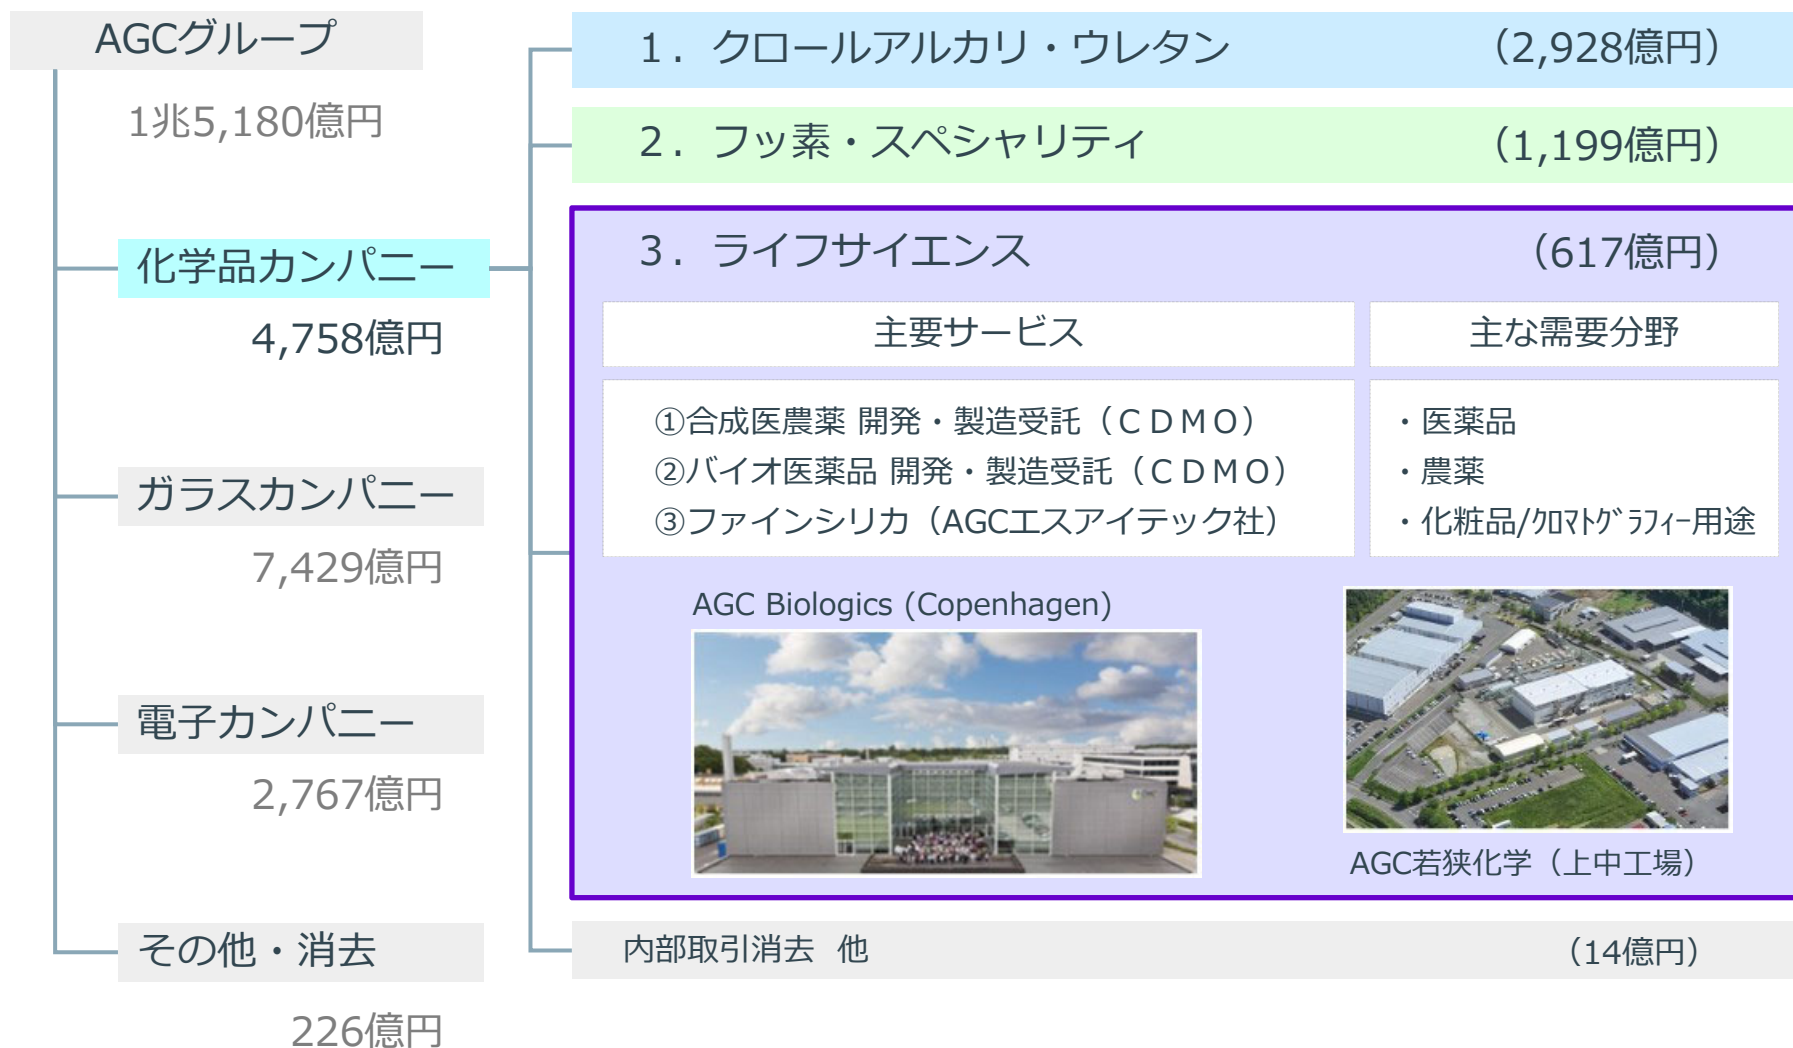 AGCグループ
1兆5,180億円
化学品カンパニー
4,758億円
ガラスカンパニー
7,429億円
電子カンパニー
2,767億円
その他・消去
226億円
1. クロールアルカリ・ウレタン (2,928億円)
2. フッ素・スペシャリティ (1,199億円)
3. ライフサイエンス (617億円)
主要サービス
①合成医農薬 開発・製造受託（ＣＤＭＯ）
②バイオ医薬品 開発・製造受託（ＣＤＭＯ）
③ファインシリカ（AGCエスアイテック社）
主な需要分野
・医薬品
・農薬
・化粧品/ｸﾛﾏﾄｸﾞﾗﾌｨｰ用途
AGC Biologics (Copenhagen)
AGC若狭化学（上中工場）
内部取引消去 他 (14億円)